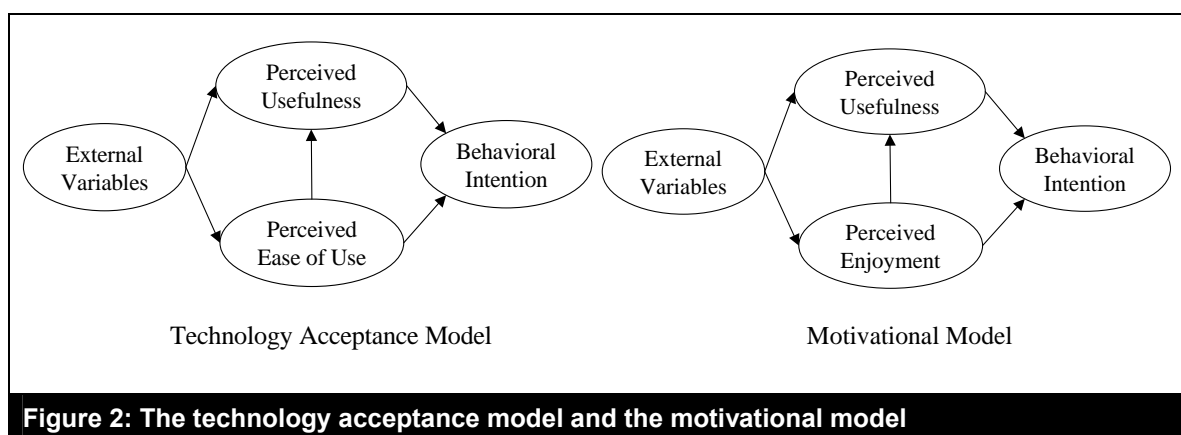 Perceived
Usefulness
External
Variables
Behavioral
Intention
Perceived
Ease of Use
Technology Acceptance Model
Perceived
Usefulness
External
Variables
Behavioral
Intention
Perceived
Enjoyment
Motivational Model
Figure 2: The technology acceptance model and the motivational model